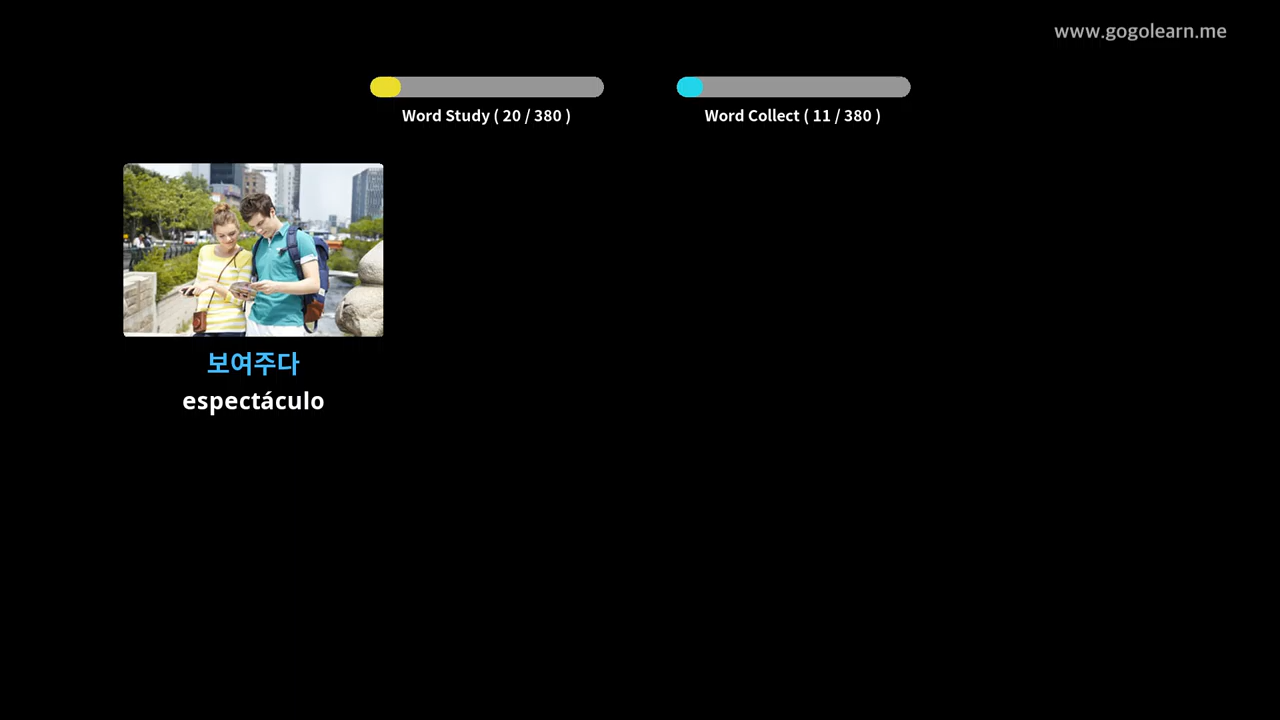 www.gogolearn.me
Word Study ( 20 / 380 )
Word Collect ( 11 / 380 )
보여주다
espectáculo